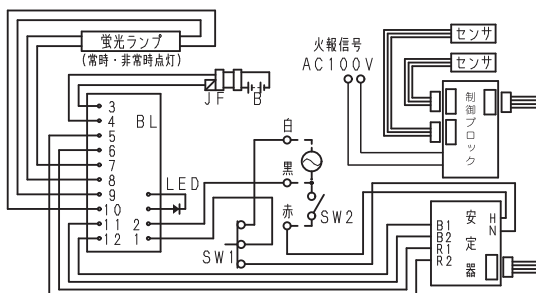 蛍光ランプ
(常時・非常時点灯)
火報信号
AC100V
センサ
センサ
制御ブロック
JF
B
BL
3
4
5
6
7
8
9
10
11
12
2
1
LED
白
黒
赤
SW1
SW2
安定器
B1
B2
R1
R2
H
N